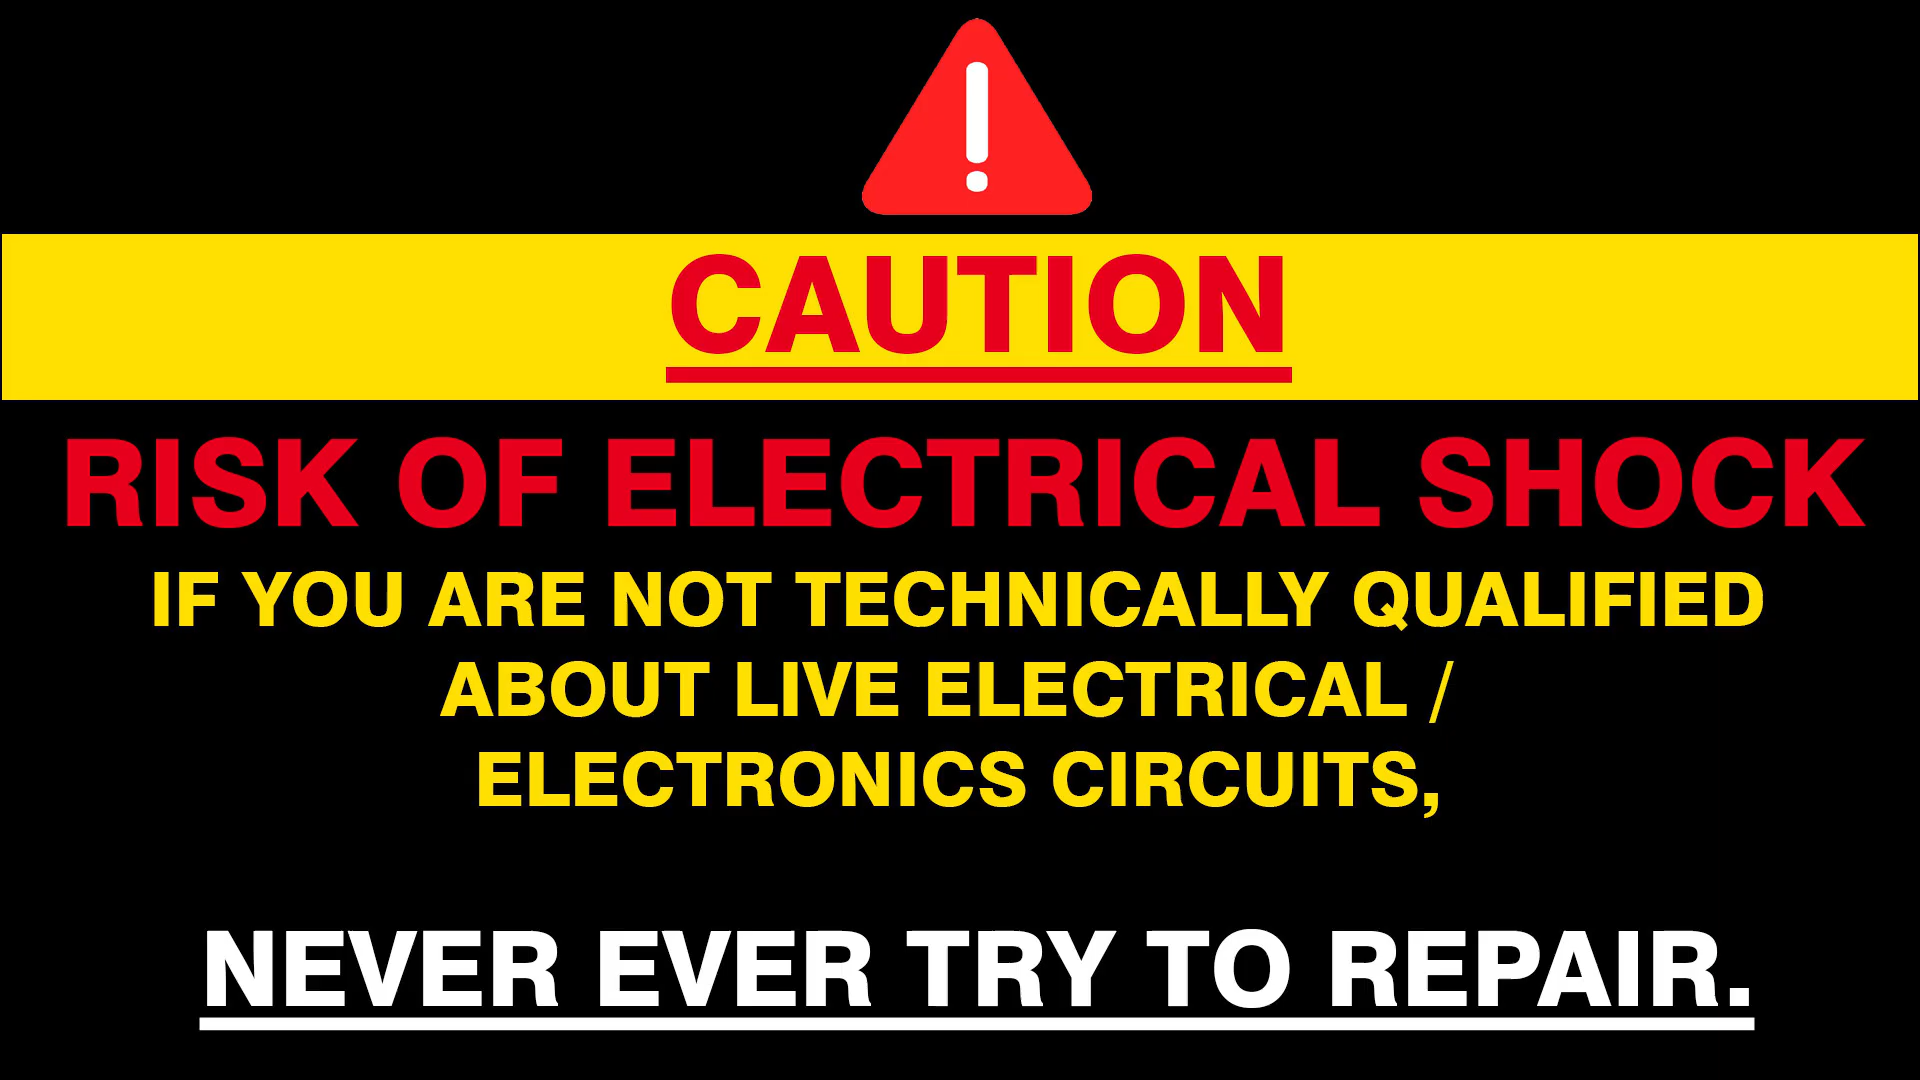 CAUTION
RISK OF ELECTRICAL SHOCK
IF YOU ARE NOT TECHNICALLY QUALIFIED
ABOUT LIVE ELECTRICAL /
ELECTRONICS CIRCUITS,
NEVER EVER TRY TO REPAIR.